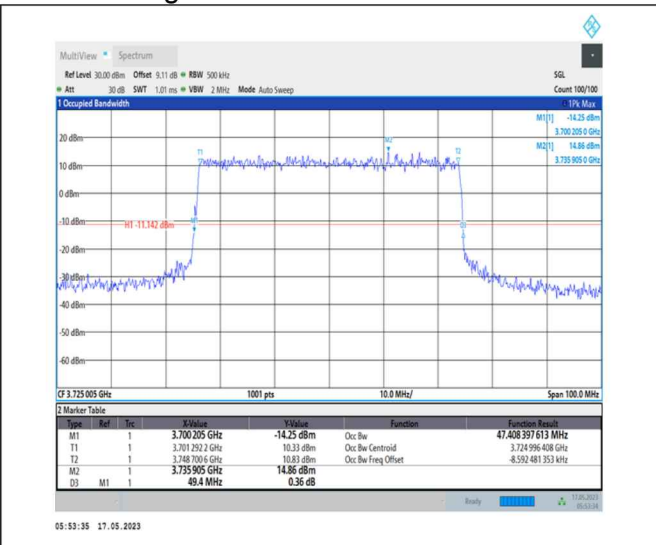 MultiView Spectrum
Ref Level 30.00 dBm Offset 9.11 dB RBW 500 kHz SGL
Att 30 dB SWT 1.01 ms VBW 2 MHz Mode Auto Sweep Count 100/100
1 Occupied Bandwidth 1Pk Max
M1[1] -14.25 dBm
3.700 205 0 GHz
M2[1] 14.86 dBm
3.735 905 0 GHz
20 dBm
M2
T1 T2
10 dBm
0 dBm
-10 dBm
H1 -11.142 dBm M1 D3
-20 dBm
-30 dBm
-40 dBm
-50 dBm
-60 dBm
CF 3.725 005 GHz 1001 pts 10.0 MHz/ Span 100.0 MHz
2 Marker Table
Type Ref Trc X-Value Y-Value Function Function Result
M1 1 3.700 205 GHz -14.25 dBm Occ Bw 47.408 397 613 MHz
T1 1 3.701 292 2 GHz 10.33 dBm Occ Bw Centroid 3.724 996 408 GHz
T2 1 3.748 700 6 GHz 10.83 dBm Occ Bw Freq Offset -8.592 481 353 kHz
M2 1 3.735 905 GHz 14.86 dBm
D3 M1 1 49.4 MHz 0.36 dB
Ready 17.05.2023
05:53:34
05:53:35 17.05.2023